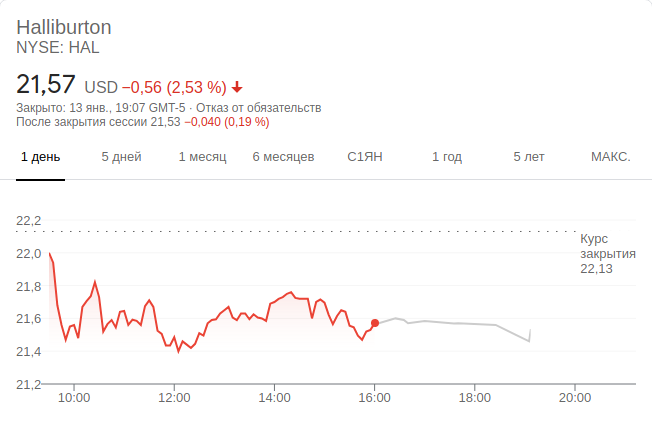 Halliburton
NYSE: HAL
21,57 USD −0,56 (2,53 %)
Закрыто: 13 янв., 19:07 GMT-5 · Отказ от обязательств
После закрытия сессии 21,53 −0,040 (0,19 %)
1 день 5 дней 1 месяц 6 месяцев С1ЯН 1 год 5 лет МАКС.
22,2
Курс
закрытия
22,13
22,0
21,8
21,6
21,4
21,2
10:00 12:00 14:00 16:00 18:00 20:00